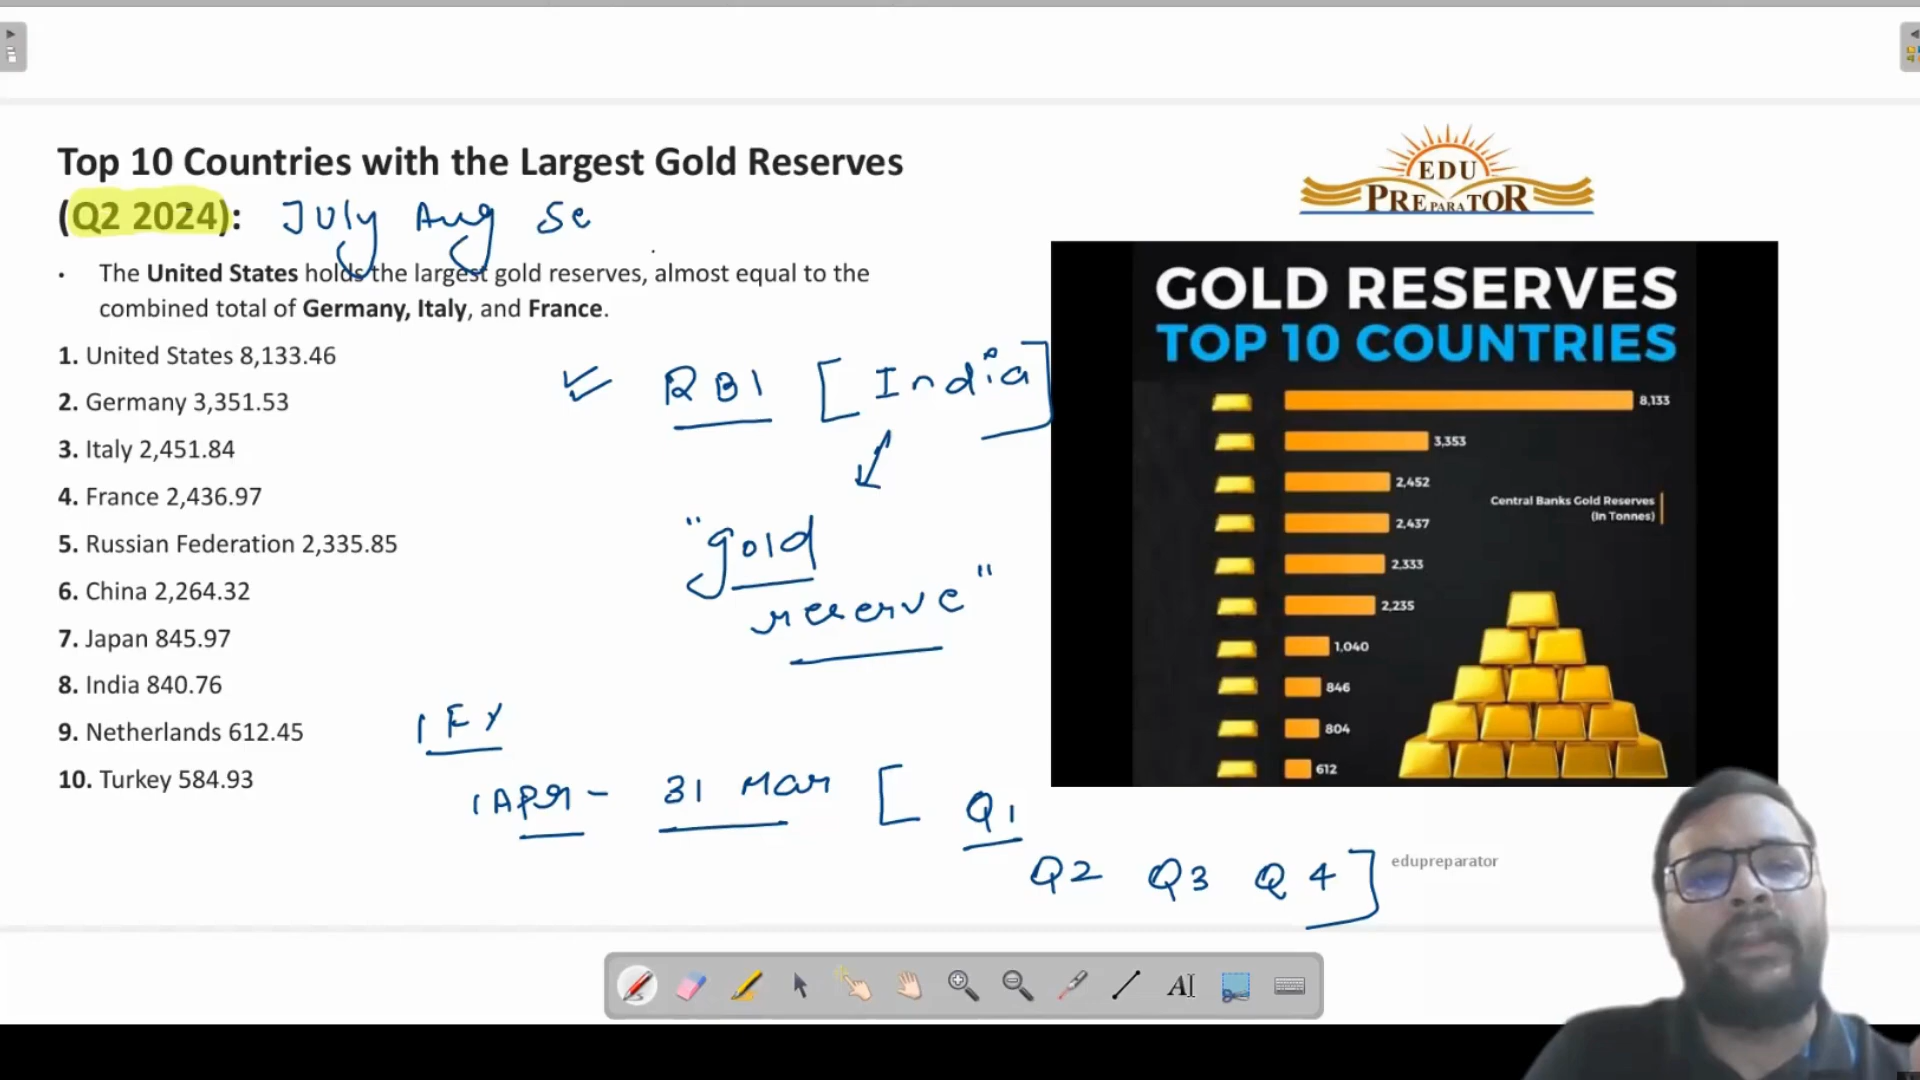 Top 10 Countries with the Largest Gold Reserves
(Q2 2024): July Aug Se
• The United States holds the largest gold reserves, almost equal to the
combined total of Germany, Italy, and France.
1. United States 8,133.46
2. Germany 3,351.53
3. Italy 2,451.84
4. France 2,436.97
5. Russian Federation 2,335.85
6. China 2,264.32
7. Japan 845.97
8. India 840.76
9. Netherlands 612.45
10. Turkey 584.93
RBI [India]
"gold
reserve"
1 FY
1 Apr - 31 Mar [ Q1
Q2 Q3 Q4]
EDU
PREPARATOR
GOLD RESERVES
TOP 10 COUNTRIES
8,133
3,353
2,452
2,437
2,333
2,235
1,040
846
804
612
Central Banks Gold Reserves
(In Tonnes)
edupreparator
AI